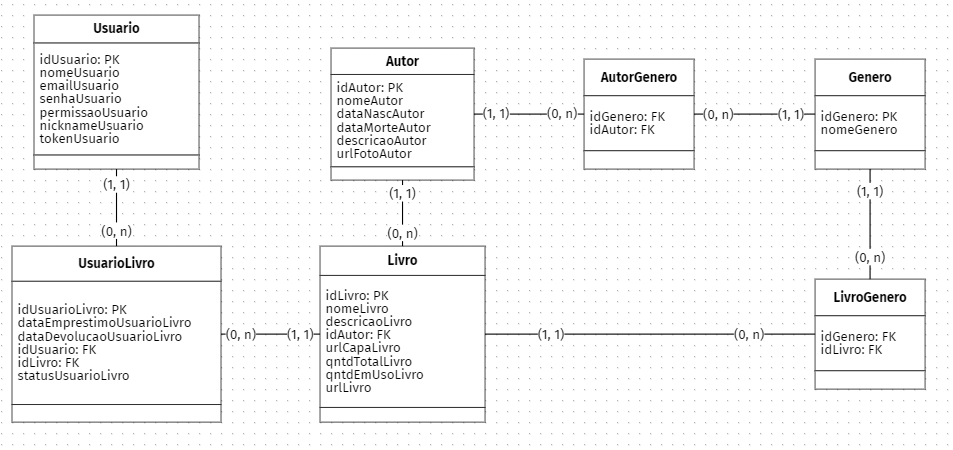 Usuario
idUsuario: PK
nomeUsuario
emailUsuario
senhaUsuario
permissaoUsuario
nicknameUsuario
tokenUsuario
(1, 1)
(0, n)
UsuarioLivro
idUsuarioLivro: PK
dataEmprestimoUsuarioLivro
dataDevolucaoUsuarioLivro
idUsuario: FK
idLivro: FK
statusUsuarioLivro
(0, n)
(1, 1)
Autor
idAutor: PK
nomeAutor
dataNascAutor
dataMorteAutor
descricaoAutor
urlFotoAutor
(1, 1)
(0, n)
Livro
idLivro: PK
nomeLivro
descricaoLivro
idAutor: FK
urlCapaLivro
qntdTotalLivro
qntdEmUsoLivro
urlLivro
(1, 1)
(0, n)
AutorGenero
idGenero: FK
idAutor: FK
(0, n)
(1, 1)
Genero
idGenero: PK
nomeGenero
(1, 1)
(0, n)
LivroGenero
idGenero: FK
idLivro: FK
(1, 1)
(0, n)